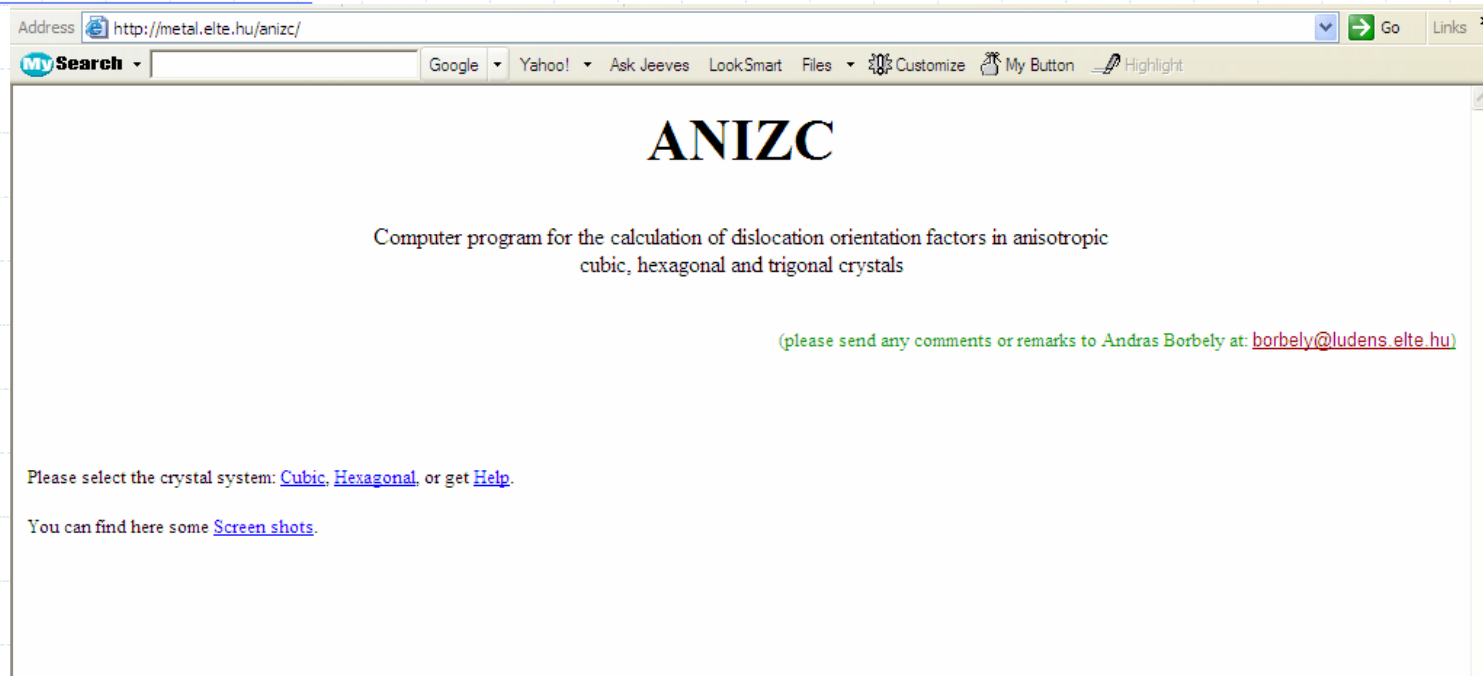 Address http://metal.elte.hu/anizc/ Go Links
MySearch Google Yahoo! Ask Jeeves LookSmart Files Customize My Button Highlight
ANIZC
Computer program for the calculation of dislocation orientation factors in anisotropic
cubic, hexagonal and trigonal crystals
(please send any comments or remarks to Andras Borbely at: borbely@ludens.elte.hu)
Please select the crystal system: Cubic, Hexagonal, or get Help.
You can find here some Screen shots.